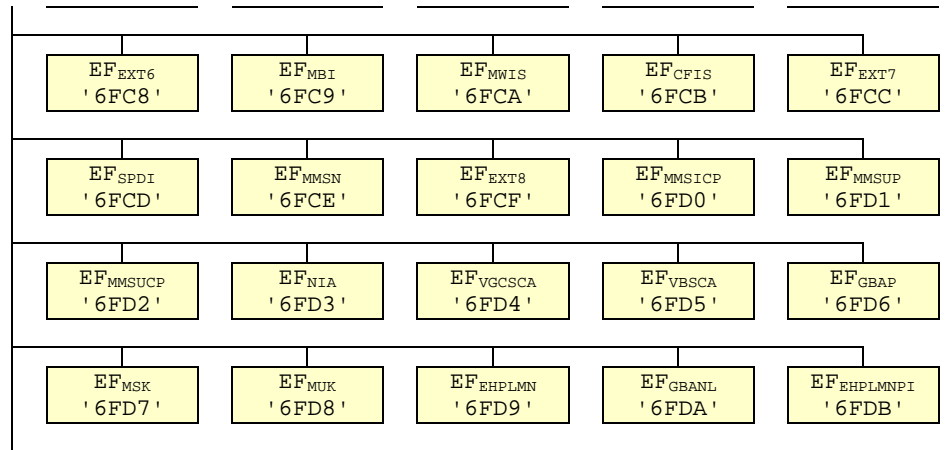 EFEXT6 EFMBI EFMWIS EFCFIS EFEXT7
'6FC8' '6FC9' '6FCA' '6FCB' '6FCC'
EFSPDI EFMMSN EFEXT8 EFMMSICP EFMMSUP
'6FCD' '6FCE' '6FCF' '6FD0' '6FD1'
EFMMSUCP EFNIA EFVGCSCA EFVBSCA EFGBAP
'6FD2' '6FD3' '6FD4' '6FD5' '6FD6'
EFMSK EFMUK EFEHPLMN EFGBANL EFEHPLMNPI
'6FD7' '6FD8' '6FD9' '6FDA' '6FDB'